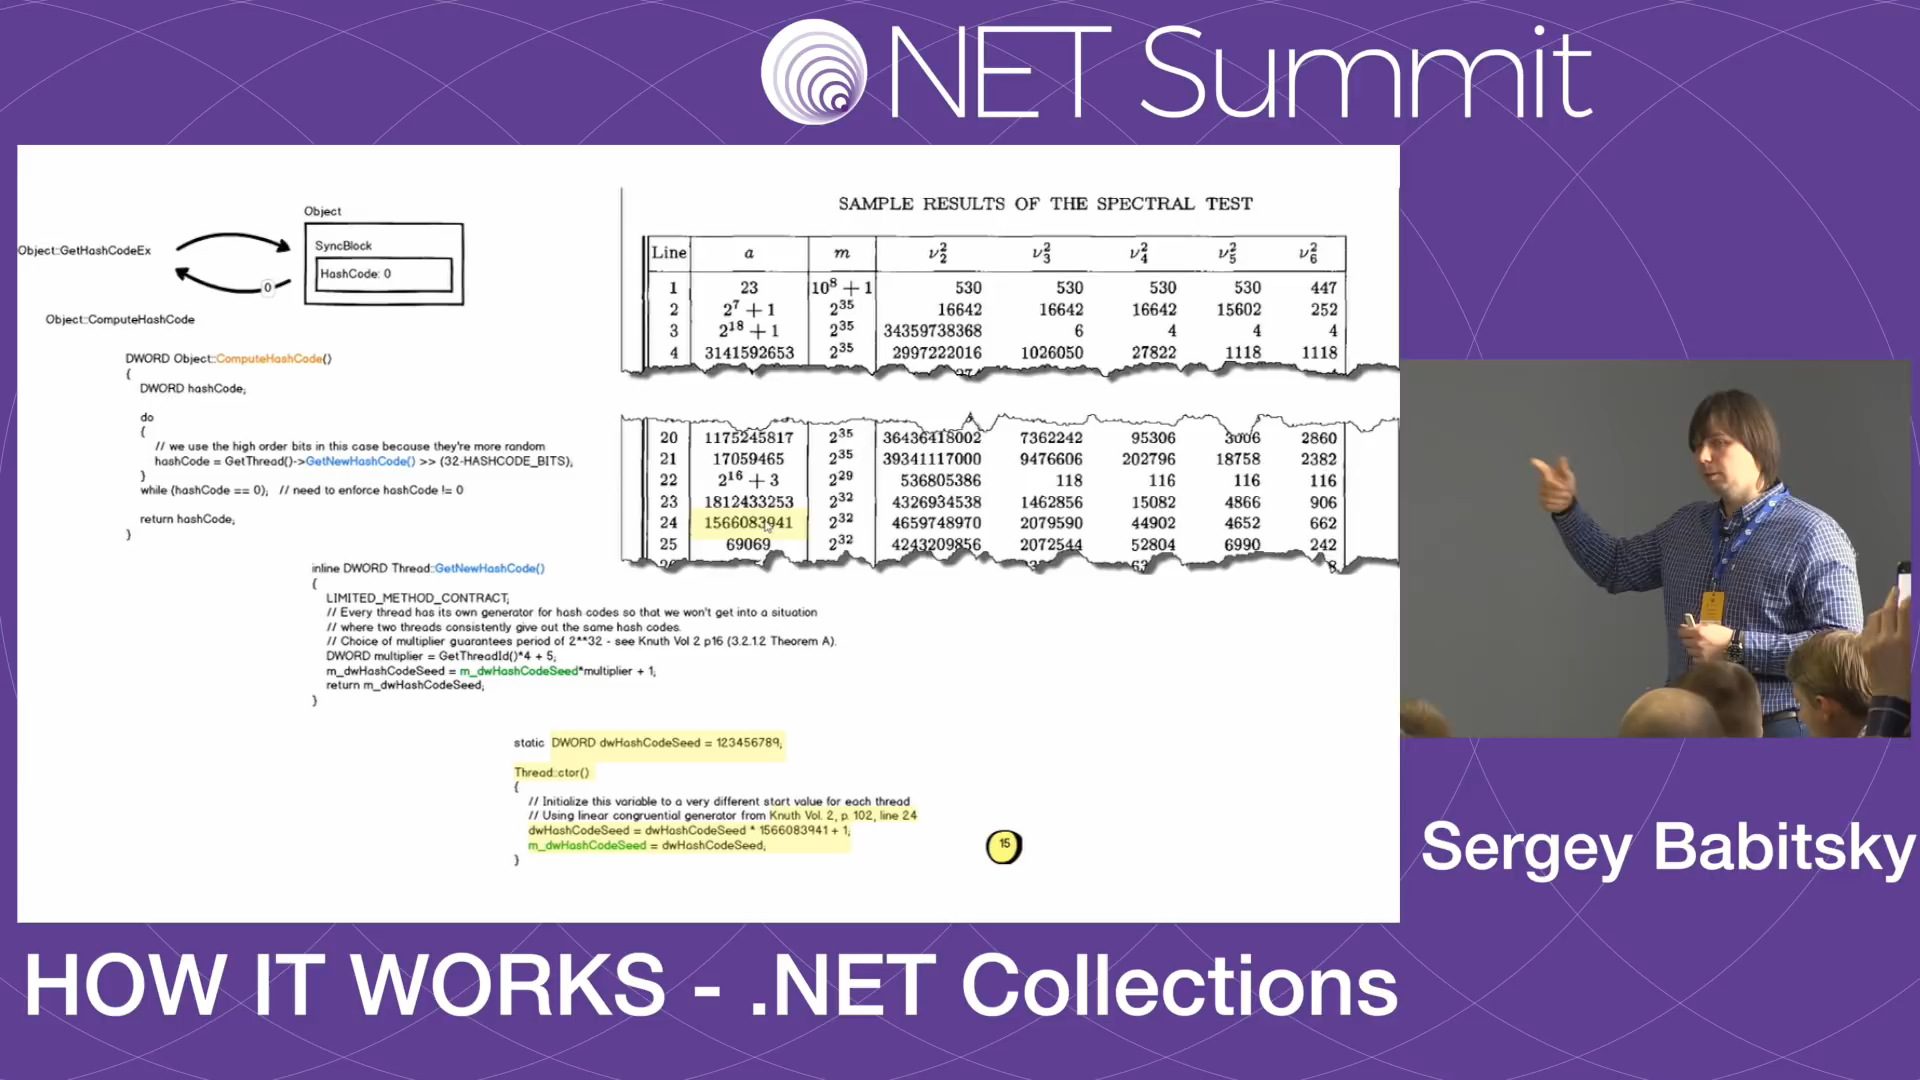 NET Summit
Object
Object::GetHashCodeEx
SyncBlock
HashCode: 0
0
Object::ComputeHashCode
DWORD Object::ComputeHashCode()
{
DWORD hashCode;
do
{
// we use the high order bits in this case because they're more random
hashCode = GetThread()->GetNewHashCode() >> (32-HASHCODE_BITS);
}
while (hashCode == 0);   // need to enforce hashCode != 0
return hashCode;
}
inline DWORD Thread::GetNewHashCode()
{
LIMITED_METHOD_CONTRACT;
// Every thread has its own generator for hash codes so that we won't get into a situation
// where two threads consistently give out the same hash codes.
// Choice of multiplier guarantees period of 2**32 - see Knuth Vol 2 p16 (3.2.1.2 Theorem A).
DWORD multiplier = GetThreadId()*4 + 5;
m_dwHashCodeSeed = m_dwHashCodeSeed*multiplier + 1;
return m_dwHashCodeSeed;
}
static DWORD dwHashCodeSeed = 123456789;
Thread::ctor()
{
// Initialize this variable to a very different start value for each thread
// Using linear congruential generator from Knuth Vol. 2, p. 102, line 24
dwHashCodeSeed = dwHashCodeSeed * 1566083941 + 1;
m_dwHashCodeSeed = dwHashCodeSeed;
}
15
SAMPLE RESULTS OF THE SPECTRAL TEST
Line a m ν₂² ν₃² ν₄² ν₅² ν₆²
1 23 10⁸ + 1 530 530 530 530 447
2 2⁷ + 1 2³⁵ 16642 16642 16642 15602 252
3 2¹⁸ + 1 2³⁵ 34359738368 6 4 4 4
4 3141592653 2³⁵ 2997222016 1026050 27822 1118 1118
20 1175245817 2³⁵ 36436418002 7362242 95306 3006 2860
21 17059465 2³⁵ 39341117000 9476606 202796 18758 2382
22 2¹⁶ + 3 2²⁹ 536805386 118 116 116 116
23 1812433253 2³² 4326934538 1462856 15082 4866 906
24 1566083941 2³² 4659748970 2079590 44902 4652 662
25 69069 2³² 4243209856 2072544 52804 6990 242
Sergey Babitsky
HOW IT WORKS - .NET Collections